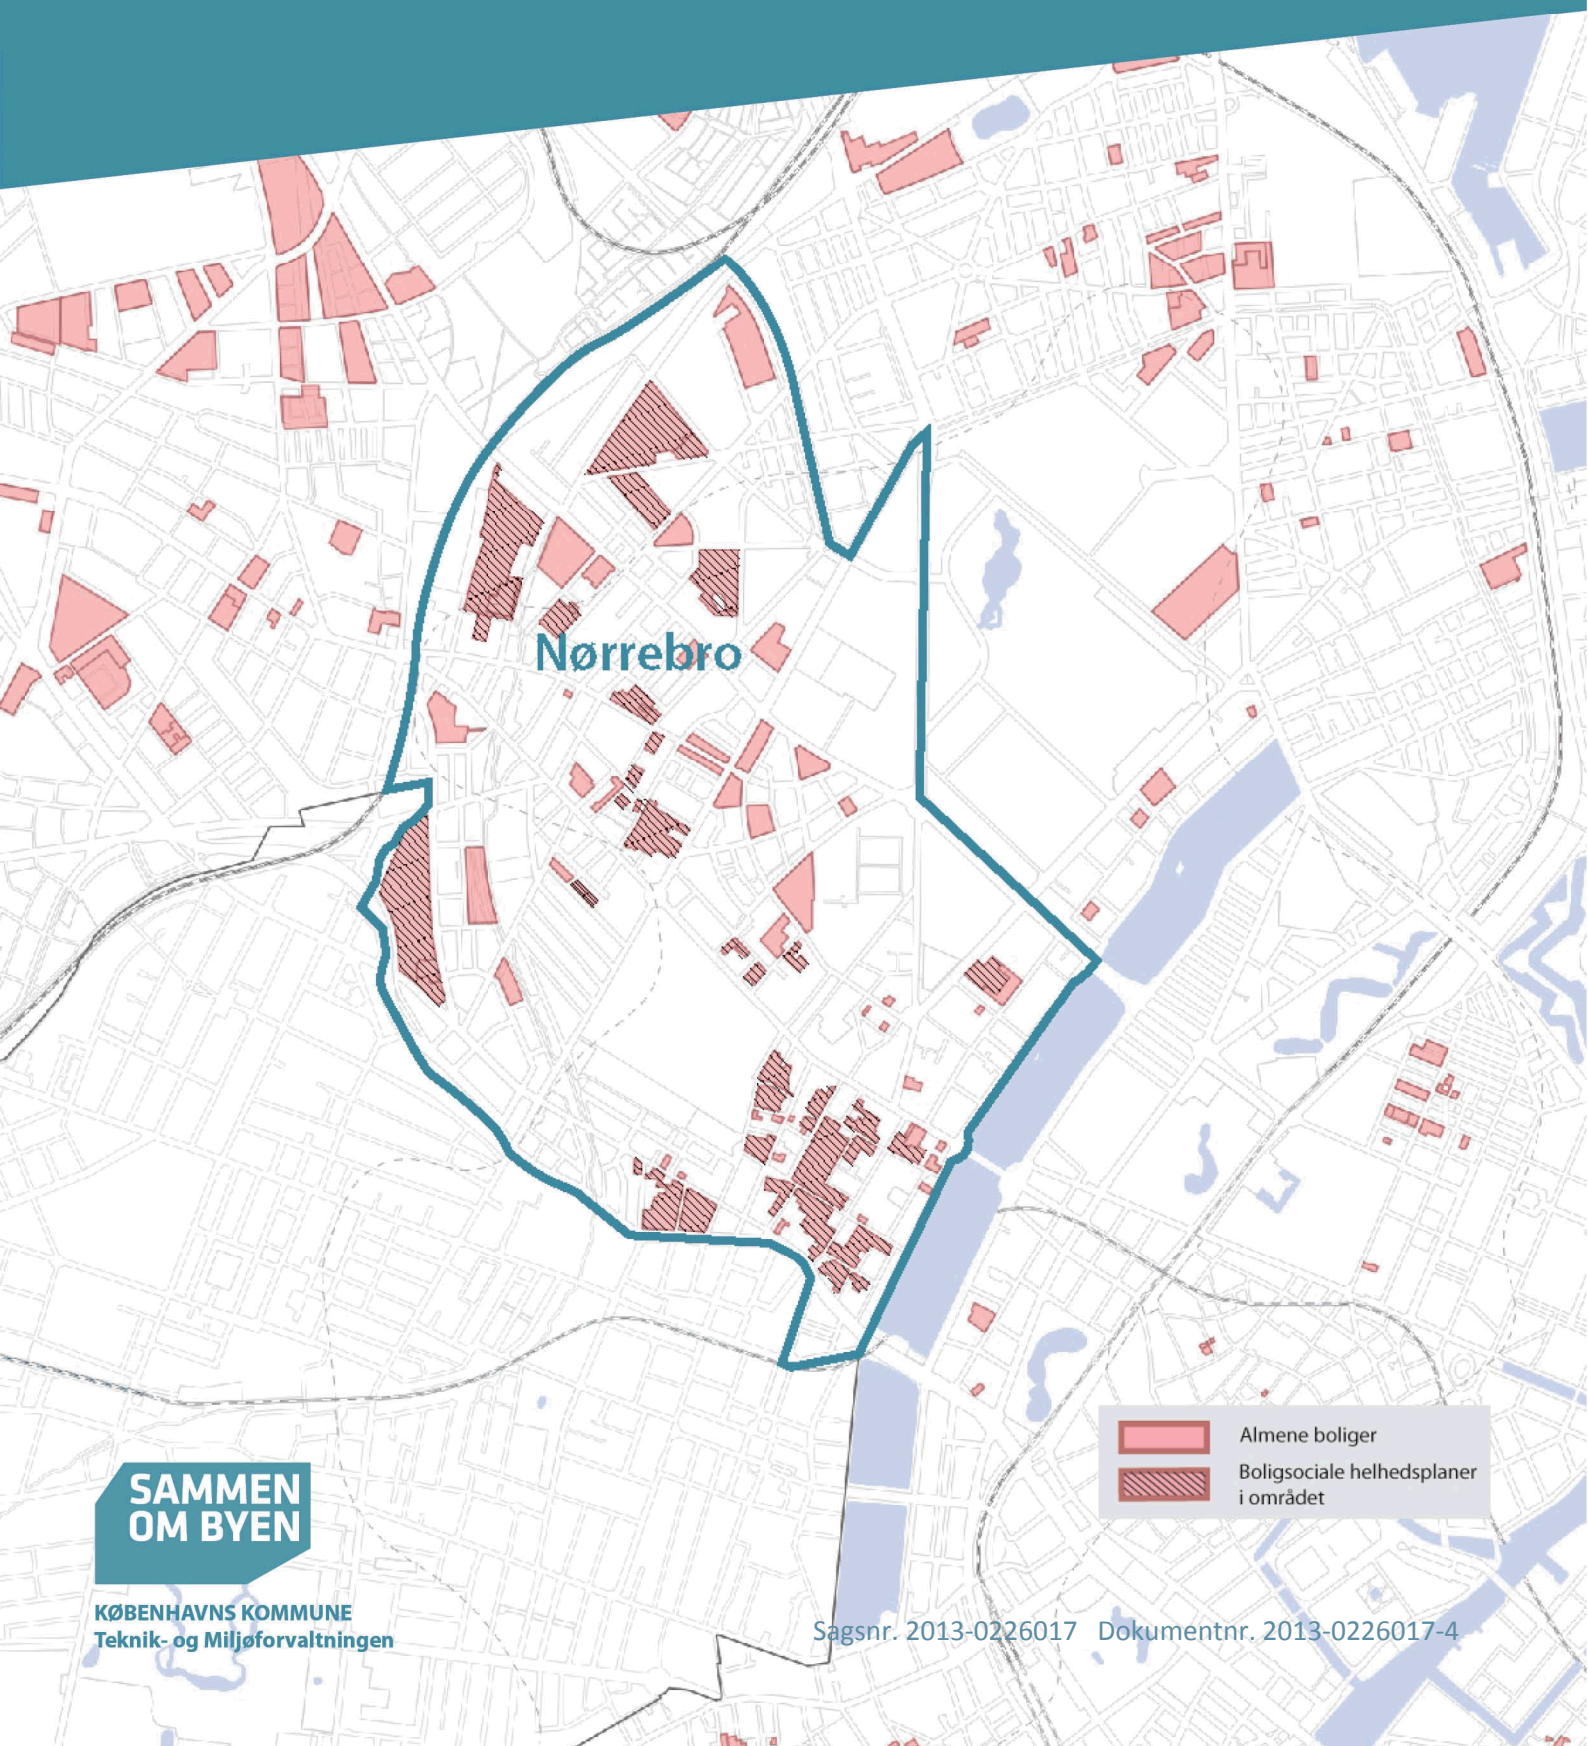 Nørrebro
Almene boliger
Boligsociale helhedsplaner
i området
SAMMEN
OM BYEN
KØBENHAVNS KOMMUNE
Teknik- og Miljøforvaltningen
Sagsnr. 2013-0226017 Dokumentnr. 2013-0226017-4